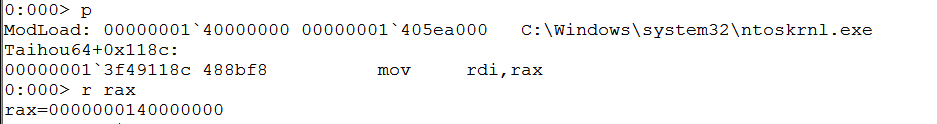 0:000> p
ModLoad: 00000001`40000000 00000001`405ea000   C:\Windows\system32\ntoskrnl.exe
Taihou64+0x118c:
00000001`3f49118c 488bf8          mov     rdi,rax
0:000> r rax
rax=0000000140000000